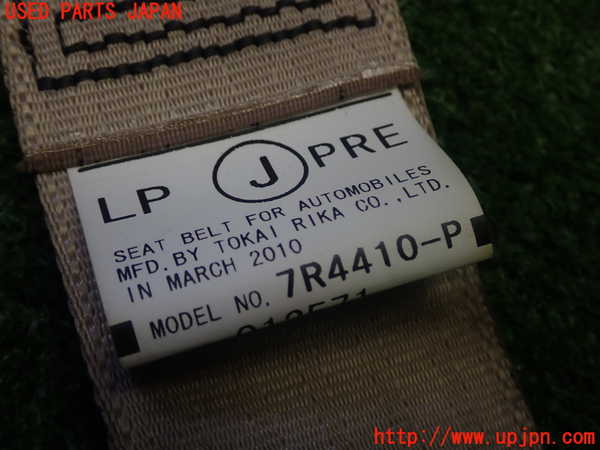 USED PARTS JAPAN
LP J PRE
SEAT BELT FOR AUTOMOBILES
MFD. BY TOKAI RIKA CO.,LTD.
IN MARCH 2010
MODEL NO. 7R4410-P
http://www.upjpn.com